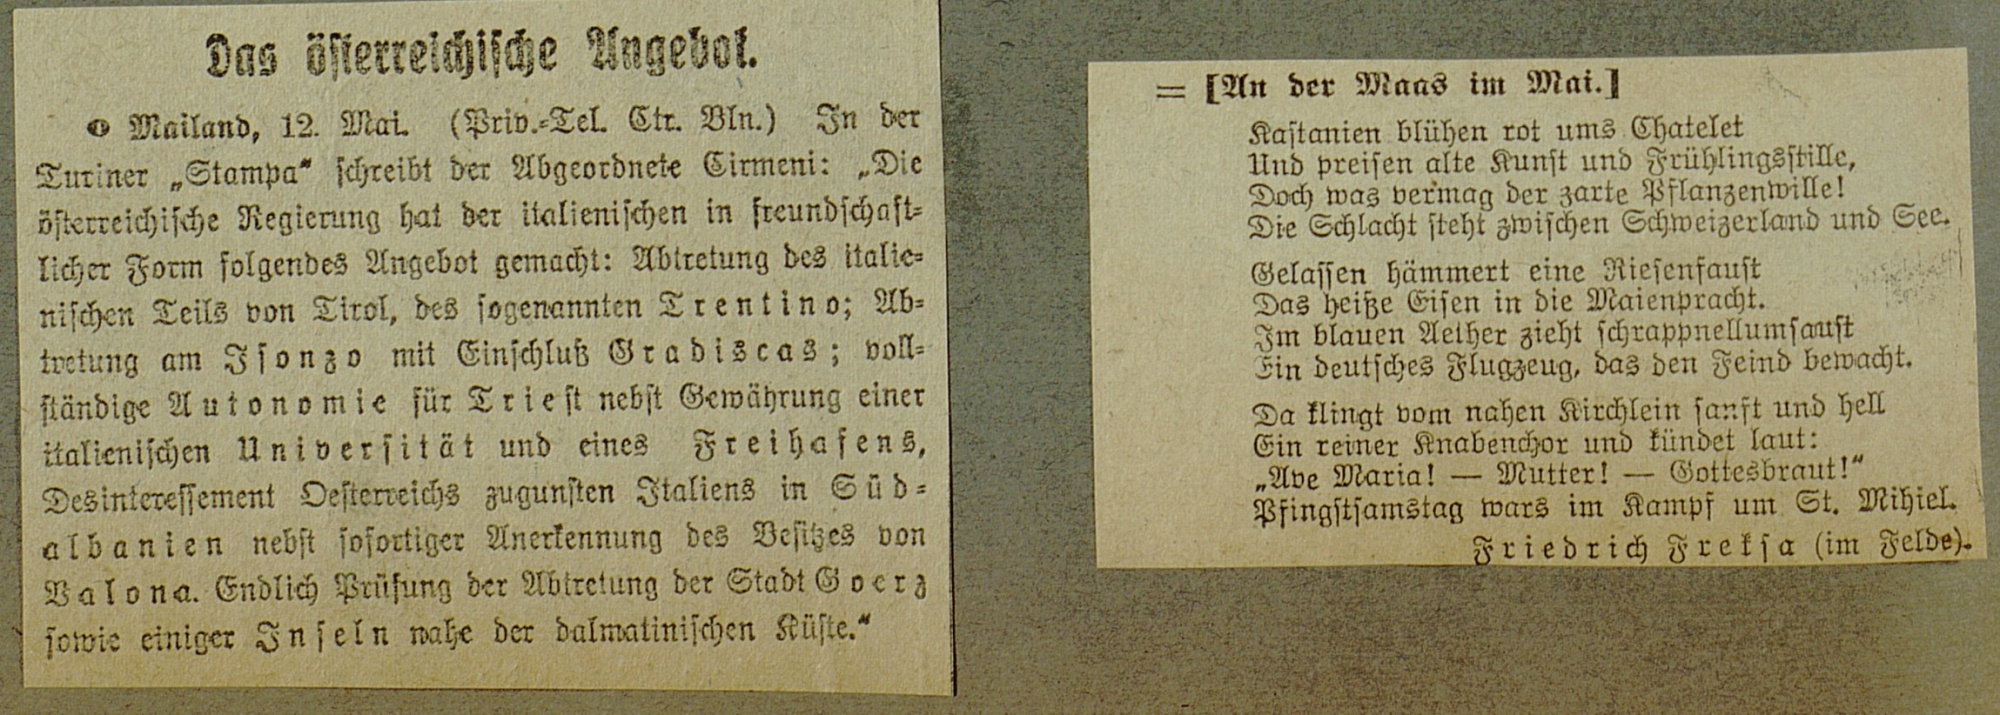 Das österreichische Angebot.
Mailand, 12. Mai. (Priv.-Tel. Ctr. Bln.) In der
Turiner „Stampa“ schreibt der Abgeordnete Cirmeni: „Die
österreichische Regierung hat der italienischen in freundschaft-
licher Form folgendes Angebot gemacht: Abtretung des italie-
nischen Teils von Tirol, des sogenannten Trentino; Ab-
tretung am Isonzo mit Einschluß Gradiscas; voll-
ständige Autonomie für Triest nebst Gewährung einer
italienischen Universität und eines Freihafens,
Desinteressement Oesterreichs zugunsten Italiens in Süd-
albanien nebst sofortiger Anerkennung des Besitzes von
Valona. Endlich Prüfung der Abtretung der Stadt Goerz
sowie einiger Inseln nahe der dalmatinischen Küste.“
= [An der Maas im Mai.]
Kastanien blühen rot ums Chatelet
Und preisen alte Kunst und Frühlingsstille,
Doch was vermag der zarte Pflanzenwille!
Die Schlacht steht zwischen Schweizerland und See.
Gelassen hämmert eine Riesenfaust
Das heiße Eisen in die Maienpracht.
Im blauen Aether zieht schrappnellumsaust
Ein deutsches Flugzeug, das den Feind bewacht.
Da klingt vom nahen Kirchlein sanft und hell
Ein reiner Knabenchor und kündet laut:
„Ave Maria! — Mutter! — Gottesbraut!“
Pfingstsamstag wars im Kampf um St. Mihiel.
Friedrich Freksa (im Felde).